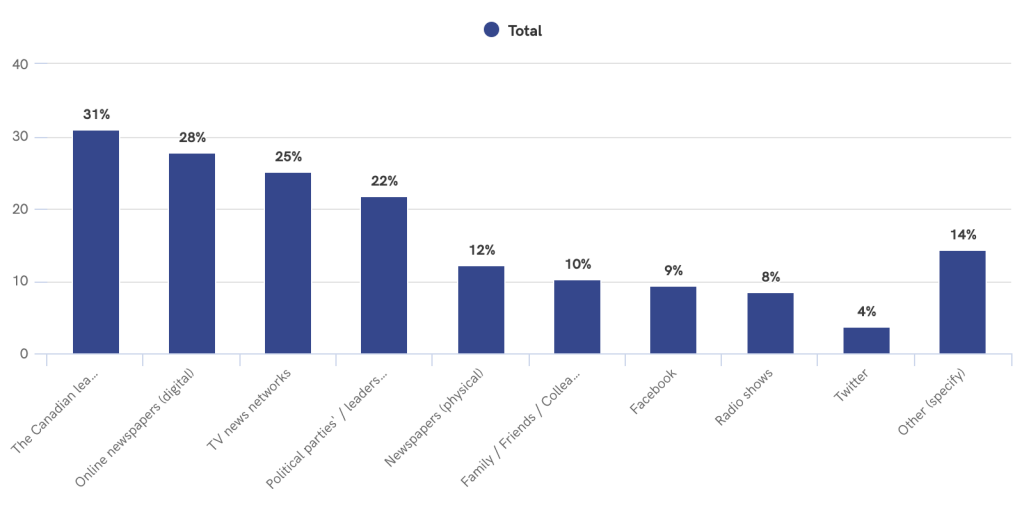 Total
40
30
20
10
0
31%
28%
25%
22%
12%
10%
9%
8%
4%
14%
The Canadian lea...
Online newspapers (digital)
TV news networks
Political parties' / leaders...
Newspapers (physical)
Family / Friends / Collea...
Facebook
Radio shows
Twitter
Other (specify)